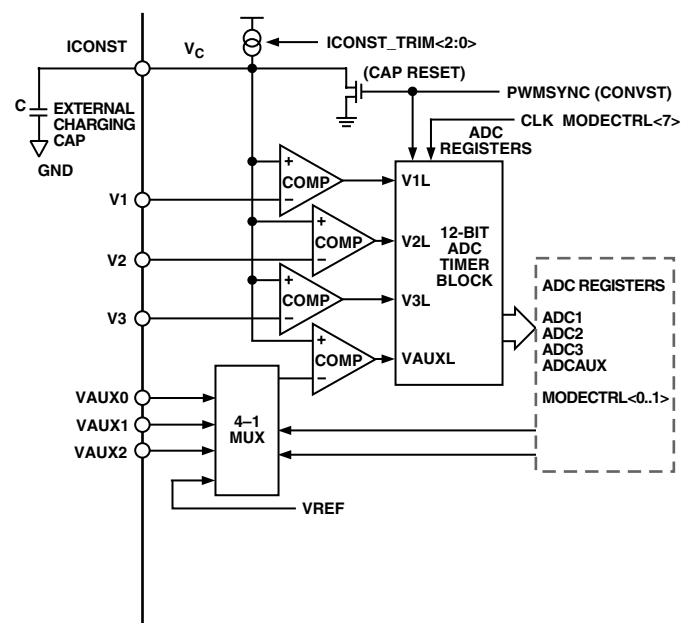 ICONST
VC
ICONST_TRIM<2:0>
(CAP RESET)
PWMSYNC (CONVST)
C
EXTERNAL
CHARGING
CAP
GND
CLK MODECTRL<7>
ADC
REGISTERS
+
COMP
–
V1L
V1
+
COMP
–
V2L
12-BIT
ADC
TIMER
BLOCK
V2
+
COMP
–
V3L
V3
+
COMP
–
VAUXL
ADC REGISTERS
ADC1
ADC2
ADC3
ADCAUX
MODECTRL<0..1>
VAUX0
VAUX1
VAUX2
4–1
MUX
VREF